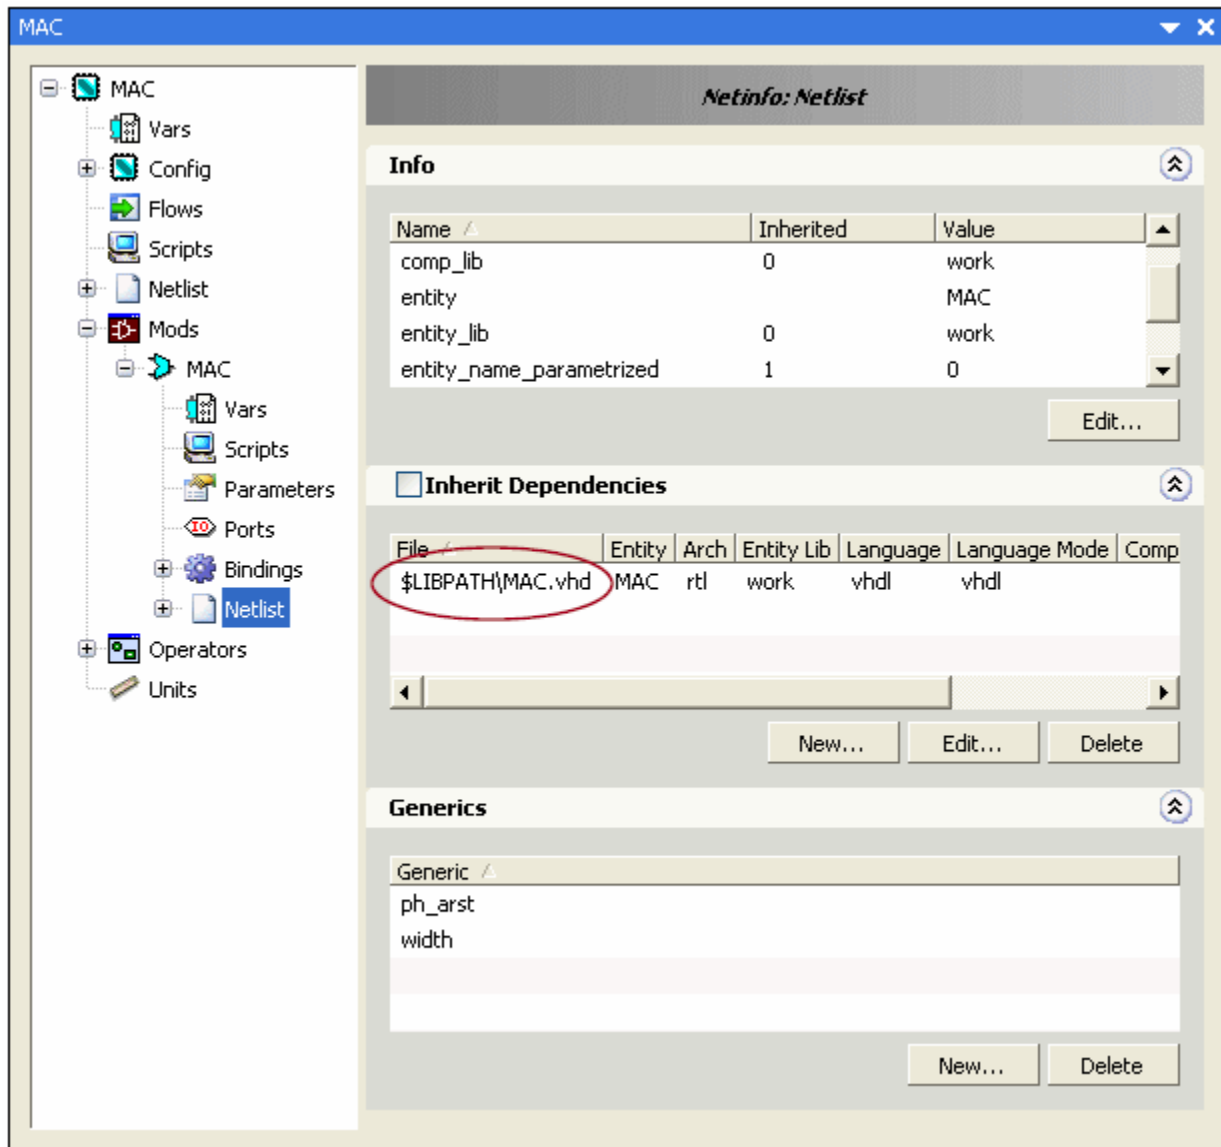 MAC
MAC
Vars
Config
Flows
Scripts
Netlist
Mods
MAC
Vars
Scripts
Parameters
IO Ports
Bindings
Netlist
Operators
Units
Netinfo: Netlist
Info
Name Inherited Value
comp_lib 0 work
entity MAC
entity_lib 0 work
entity_name_parametrized 1 0
Edit...
Inherit Dependencies
File Entity Arch Entity Lib Language Language Mode Comp
$LIBPATH\MAC.vhd MAC rtl work vhdl vhdl
New... Edit... Delete
Generics
Generic
ph_arst
width
New... Delete